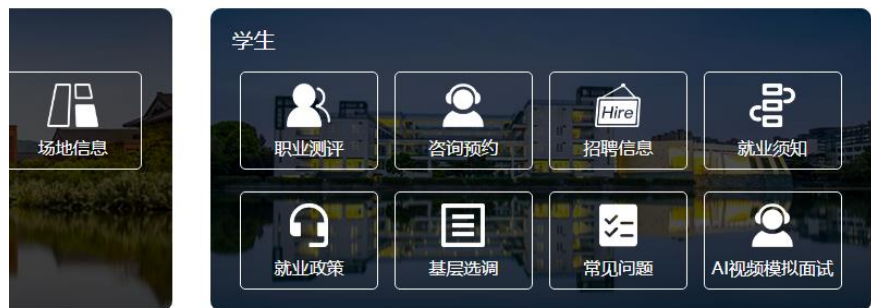 场地信息
学生
职业测评
咨询预约
Hire
招聘信息
就业须知
就业政策
基层选调
常见问题
AI视频模拟面试